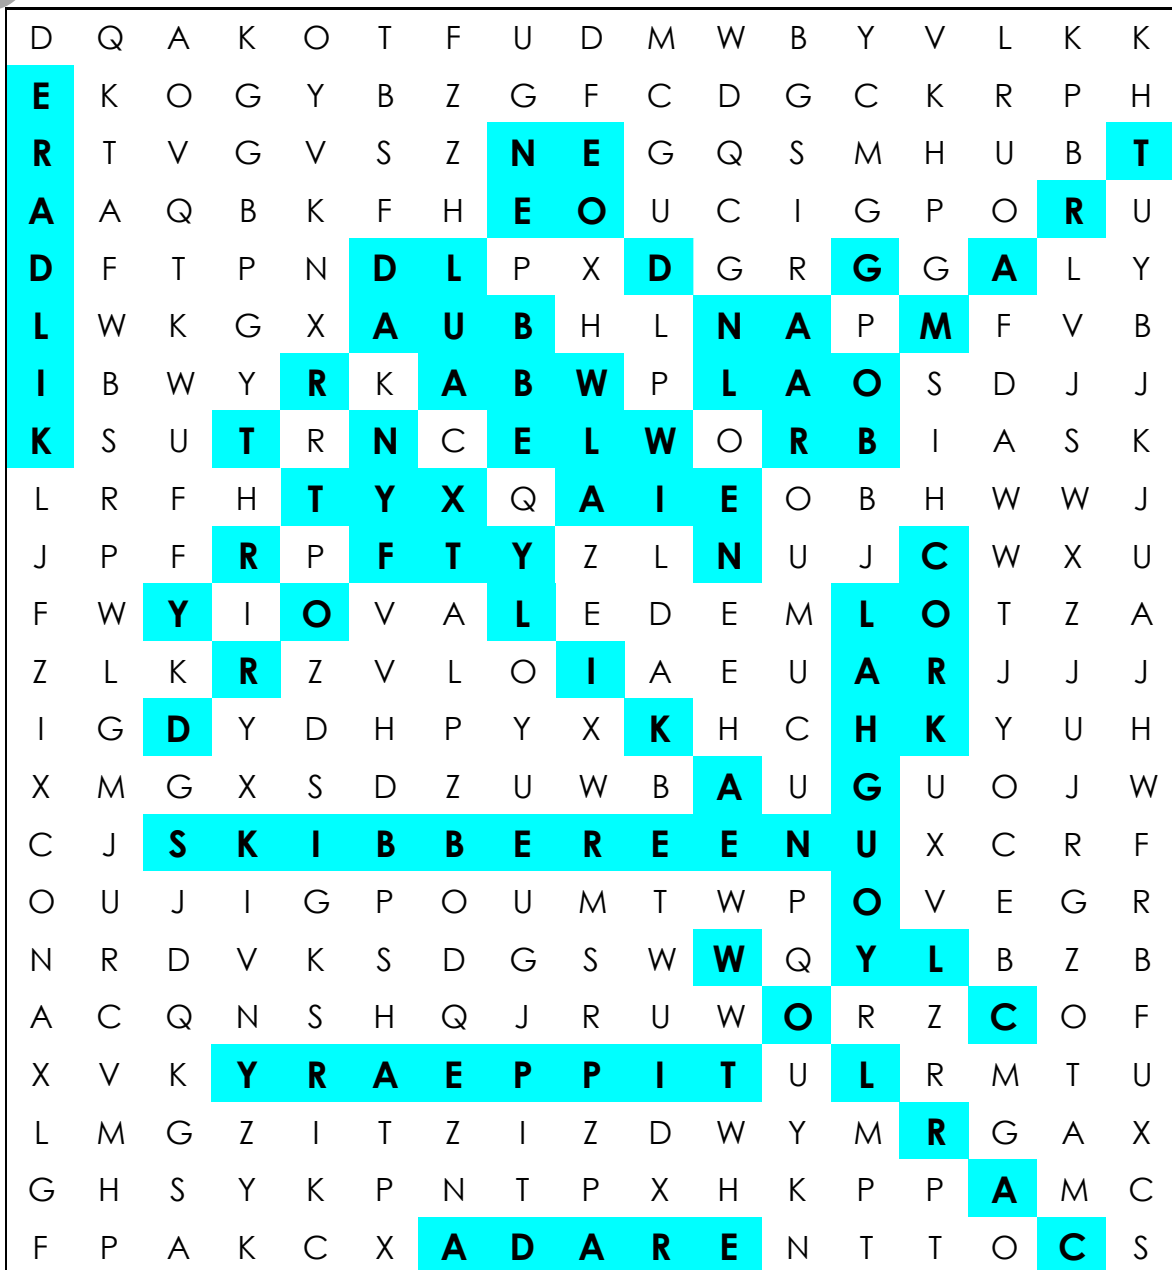 D Q A K O T F U D M W B Y V L K K
E K O G Y B Z G F C D G C K R P H
R T V G V S Z N E G Q S M H U B T
A A Q B K F H E O U C I G P O R U
D F T P N D L P X D G R G G A L Y
L W K G X A U B H L N A P M F V B
I B W Y R K A B W P L A O S D J J
K S U T R N C E L W O R B I A S K
L R F H T Y X Q A I E O B H W W J
J P F R P F T Y Z L N U J C W X U
F W Y I O V A L E D E M L O T Z A
Z L K R Z V L O I A E U A R J J J
I G D Y D H P Y X K H C H K Y U H
X M G X S D Z U W B A U G U O J W
C J S K I B B E R E E N U X C R F
O U J I G P O U M T W P O V E G R
N R D V K S D G S W W Q Y L B Z B
A C Q N S H Q J R U W O R Z C O F
X V K Y R A E P P I T U L R M T U
L M G Z I T Z I Z D W Y M R G A X
G H S Y K P N T P X H K P P A M C
F P A K C X A D A R E N T T O C S